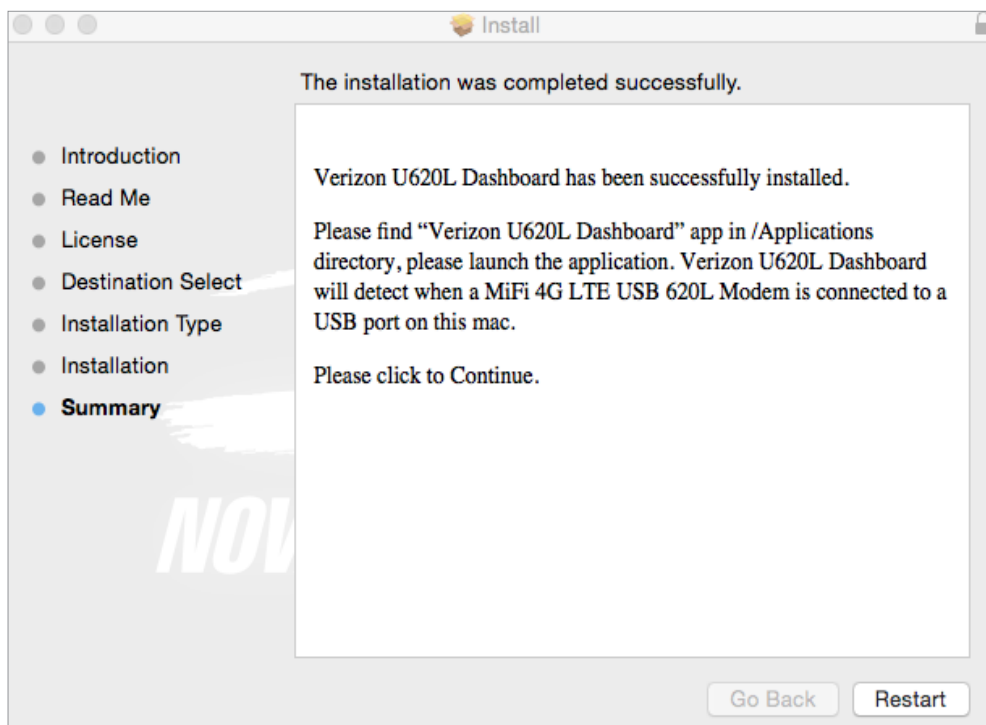 Install
The installation was completed successfully.
Introduction
Read Me
License
Destination Select
Installation Type
Installation
Summary
Verizon U620L Dashboard has been successfully installed.
Please find “Verizon U620L Dashboard” app in /Applications
directory, please launch the application. Verizon U620L Dashboard
will detect when a MiFi 4G LTE USB 620L Modem is connected to a
USB port on this mac.
Please click to Continue.
NOV
Go Back
Restart